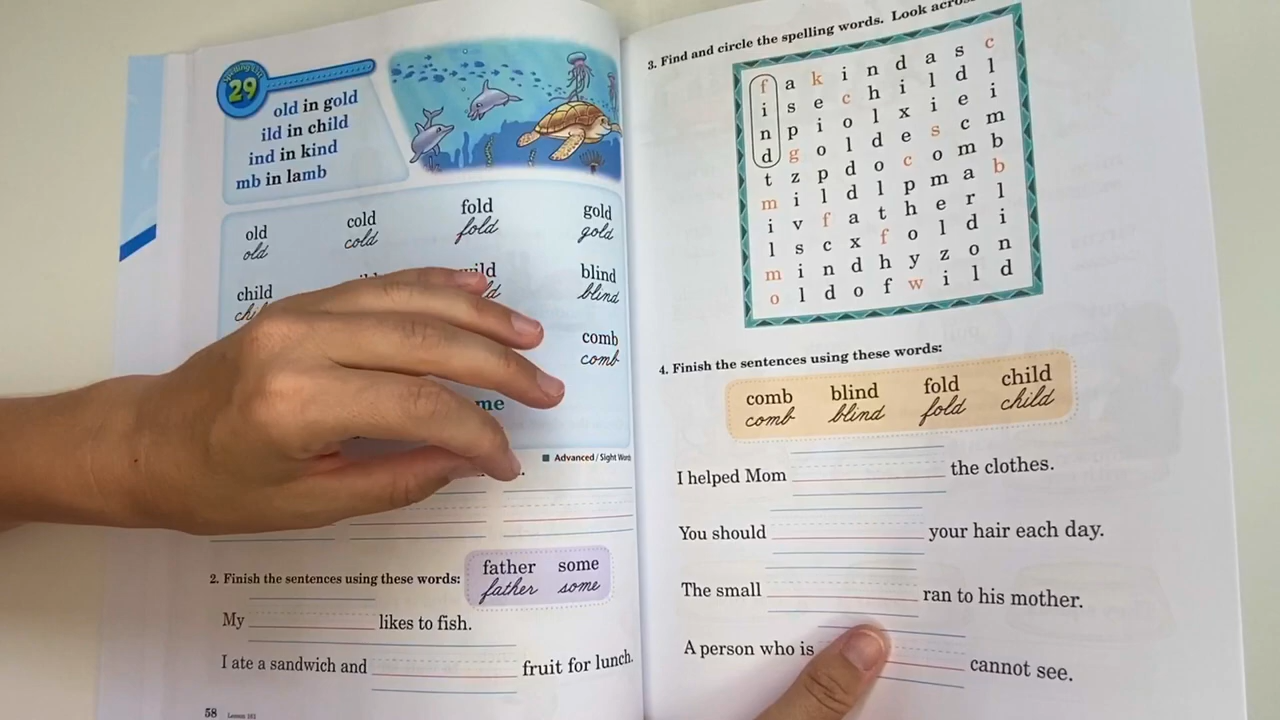 Spelling List
29
old in gold
ild in child
ind in kind
mb in lamb
old cold fold gold
old cold fold gold
child blind
blind
comb
comb
me
Advanced / Sight Word
2. Finish the sentences using these words:
father some
father some
My likes to fish.
I ate a sandwich and fruit for lunch.
58 Lesson 162
3. Find and circle the spelling words. Look
f a k i n d a s c
i s e c h i l d l
n p i o l x i e i
d g o l d e s c m
t z p d o c o m b
m i l d l p m a b
i v f a t h e r l
l s c x f o l d i
m i n d h y z o n
o l d o f w i l d
4. Finish the sentences using these words:
comb blind fold child
comb blind fold child
I helped Mom the clothes.
You should your hair each day.
The small ran to his mother.
A person who is cannot see.